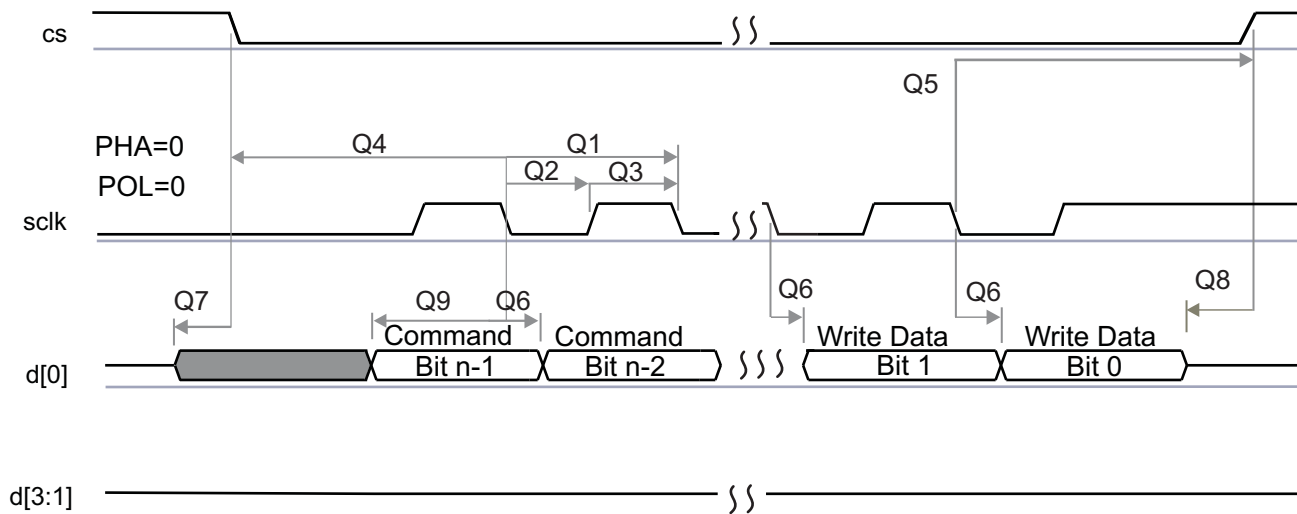 cs
Q5
PHA=0
Q4
Q1
POL=0
Q2
Q3
sclk
Q7
Q9
Q6
Q6
Q6
Q8
Command
Command
Write Data
Write Data
d[0]
Bit n-1
Bit n-2
Bit 1
Bit 0
d[3:1]